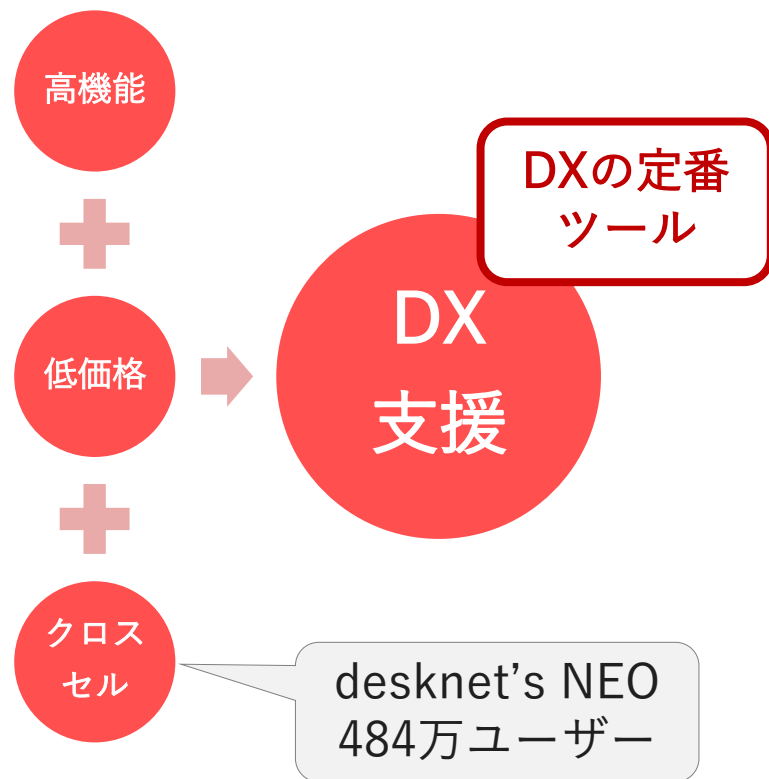 高機能
低価格
クロス
セル
DX
支援
DXの定番
ツール
desknet’s NEO
484万ユーザー